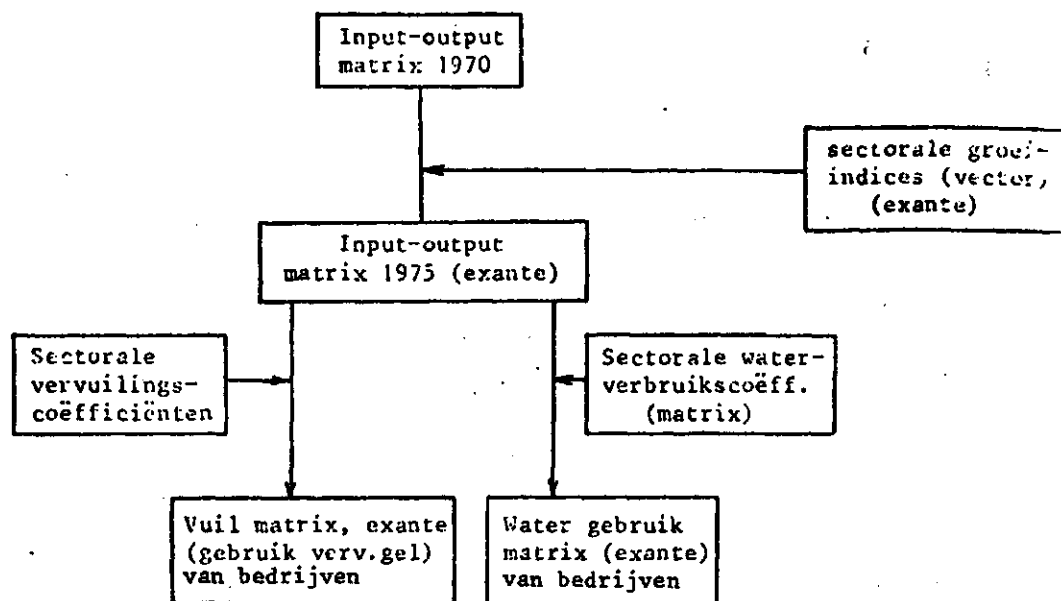 Input-output
matrix 1970
sectorale groei-
indices (vector,
(exante)
Input-output
matrix 1975 (exante)
Sectorale
vervuilings-
coëfficiënten
Sectorale water-
verbruikscoëff.
(matrix)
Vuil matrix, exante
(gebruik verv.gel)
van bedrijven
Water gebruik
matrix (exante)
van bedrijven